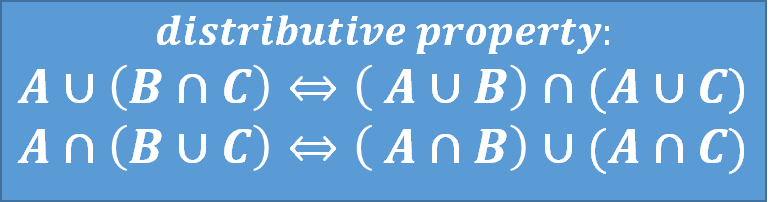 distributive property:
A ∪ (B ∩ C) ⇔ ( A ∪ B) ∩ (A ∪ C)
A ∩ (B ∪ C) ⇔ ( A ∩ B) ∪ (A ∩ C)